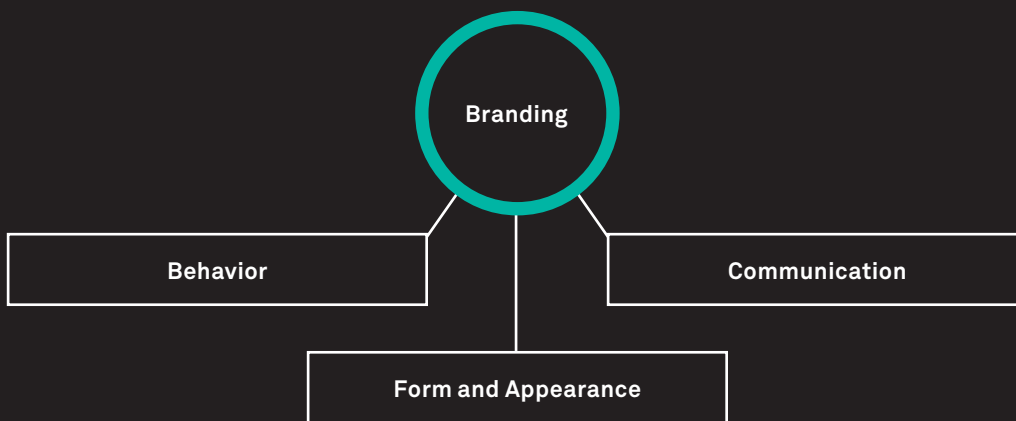 Branding
Behavior
Communication
Form and Appearance